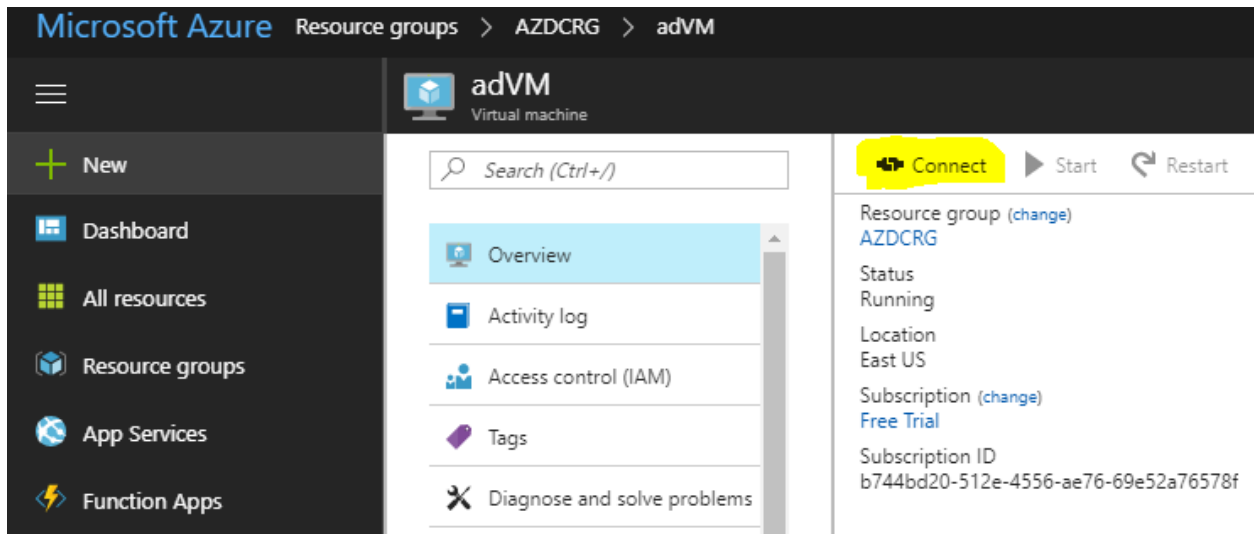 Microsoft Azure Resource groups > AZDCRG > adVM
adVM
Virtual machine
New
Dashboard
All resources
Resource groups
App Services
Function Apps
Search (Ctrl+/)
Overview
Activity log
Access control (IAM)
Tags
Diagnose and solve problems
Connect Start Restart
Resource group (change)
AZDCRG
Status
Running
Location
East US
Subscription (change)
Free Trial
Subscription ID
b744bd20-512e-4556-ae76-69e52a76578f